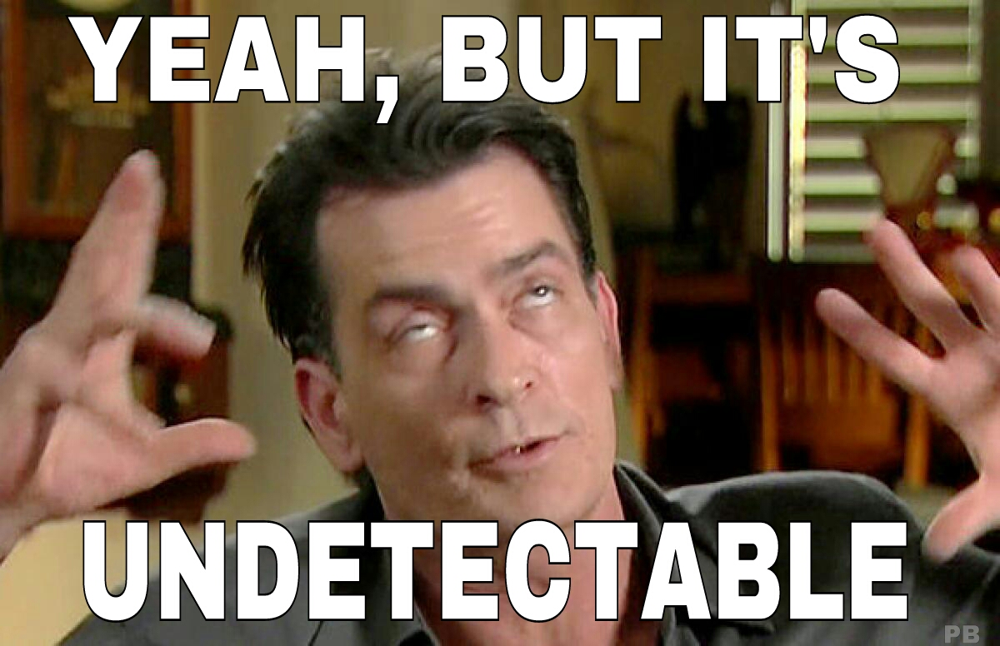 YEAH, BUT IT'S
UNDETECTABLE
PB